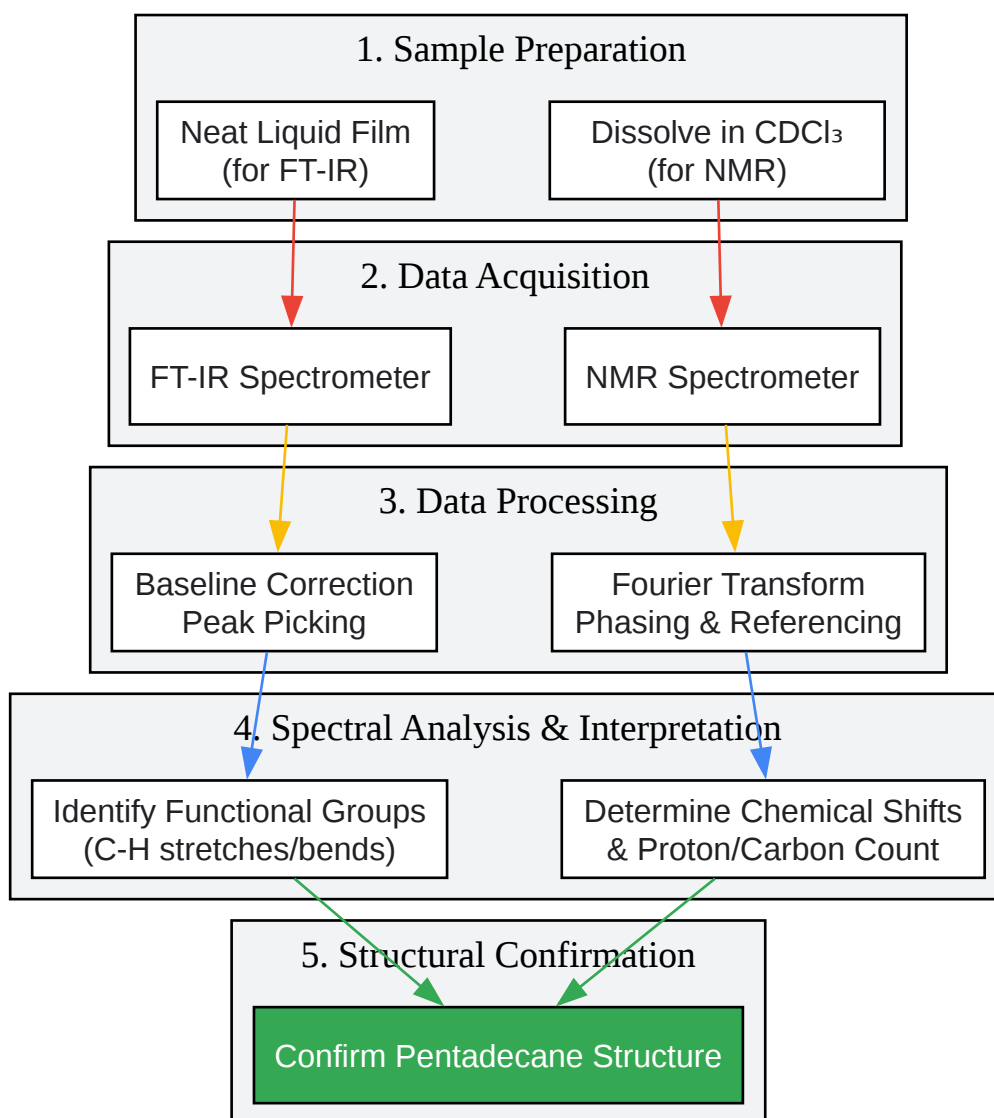 1. Sample Preparation
Neat Liquid Film
(for FT-IR)
Dissolve in CDCl₃
(for NMR)
2. Data Acquisition
FT-IR Spectrometer
NMR Spectrometer
3. Data Processing
Baseline Correction
Peak Picking
Fourier Transform
Phasing & Referencing
4. Spectral Analysis & Interpretation
Identify Functional Groups
(C-H stretches/bends)
Determine Chemical Shifts
& Proton/Carbon Count
5. Structural Confirmation
Confirm Pentadecane Structure